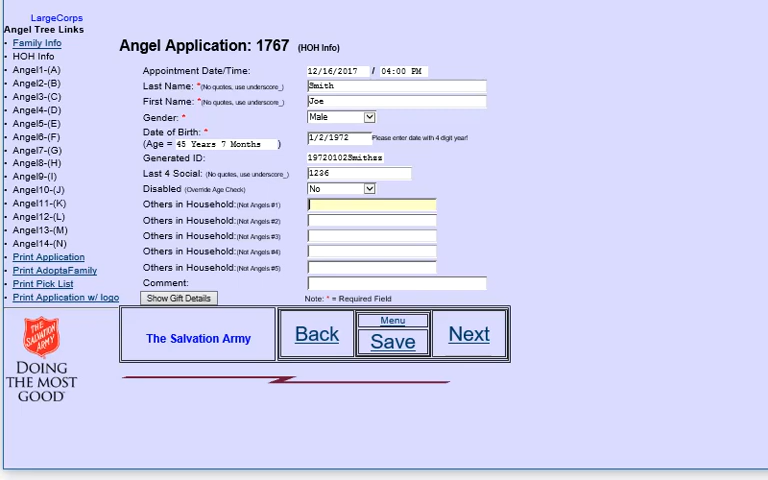 LargeCorps
Angel Tree Links
Family Info
HOH Info
Angel1-(A)
Angel2-(B)
Angel3-(C)
Angel4-(D)
Angel5-(E)
Angel6-(F)
Angel7-(G)
Angel8-(H)
Angel9-(I)
Angel10-(J)
Angel11-(K)
Angel12-(L)
Angel13-(M)
Angel14-(N)
Print Application
Print AdoptaFamily
Print Pick List
Print Application w/ logo
THE SALVATION ARMY
DOING
THE MOST
GOOD
Angel Application: 1767 (HOH Info)
Appointment Date/Time: 12/16/2017 / 04:00 PM
Last Name: *(No quotes, use underscore_) Smith
First Name: *(No quotes, use underscore_) Joe
Gender: * Male
Date of Birth: *
(Age = 45 Years 7 Months ) 1/2/1972 Please enter date with 4 digit year!
Generated ID: 19720102Smithzz
Last 4 Social: (No quotes, use underscore_) 1236
Disabled (Override Age Check) No
Others in Household:(Not Angels #1)
Others in Household:(Not Angels #2)
Others in Household:(Not Angels #3)
Others in Household:(Not Angels #4)
Others in Household:(Not Angels #5)
Comment:
Show Gift Details Note: * = Required Field
The Salvation Army
Back
Menu
Save
Next